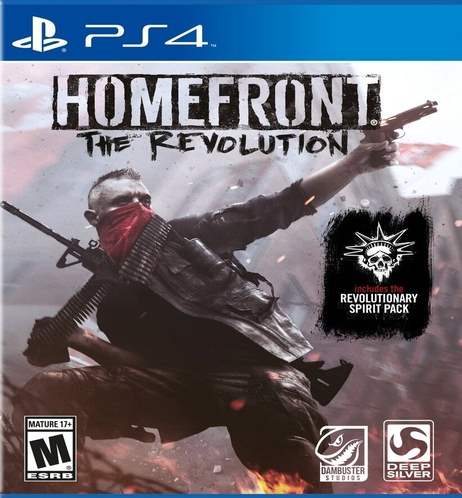 PS4
HOMEFRONT
THE REVOLUTION
includes the
REVOLUTIONARY
SPIRIT PACK
MATURE 17+
M
ESRB
DAMBUSTER
STUDIOS
DEEP
SILVER